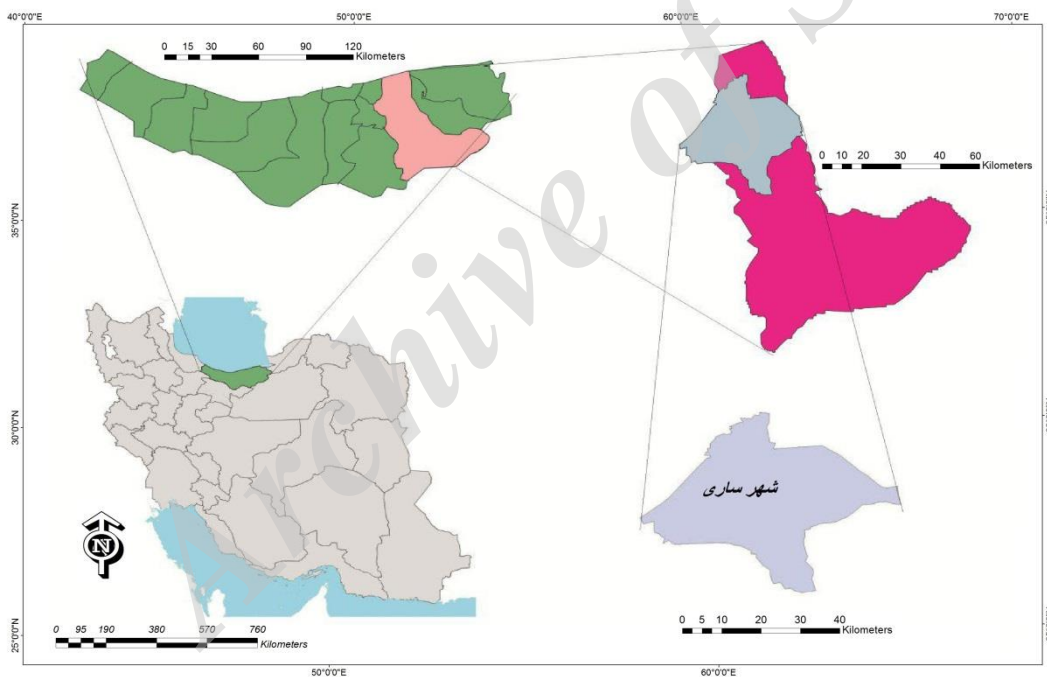 40°0'0"E 50°0'0"E 60°0'0"E 70°0'0"E
0 15 30 60 90 120
Kilometers
0 10 20 30 40 60
Kilometers
35°0'0"N
30°0'0"N
25°0'0"N
شهر ساری
N
0 95 190 380 570 760
Kilometers
0 5 10 20 30 40
Kilometers
50°0'0"E 60°0'0"E
Archive of S